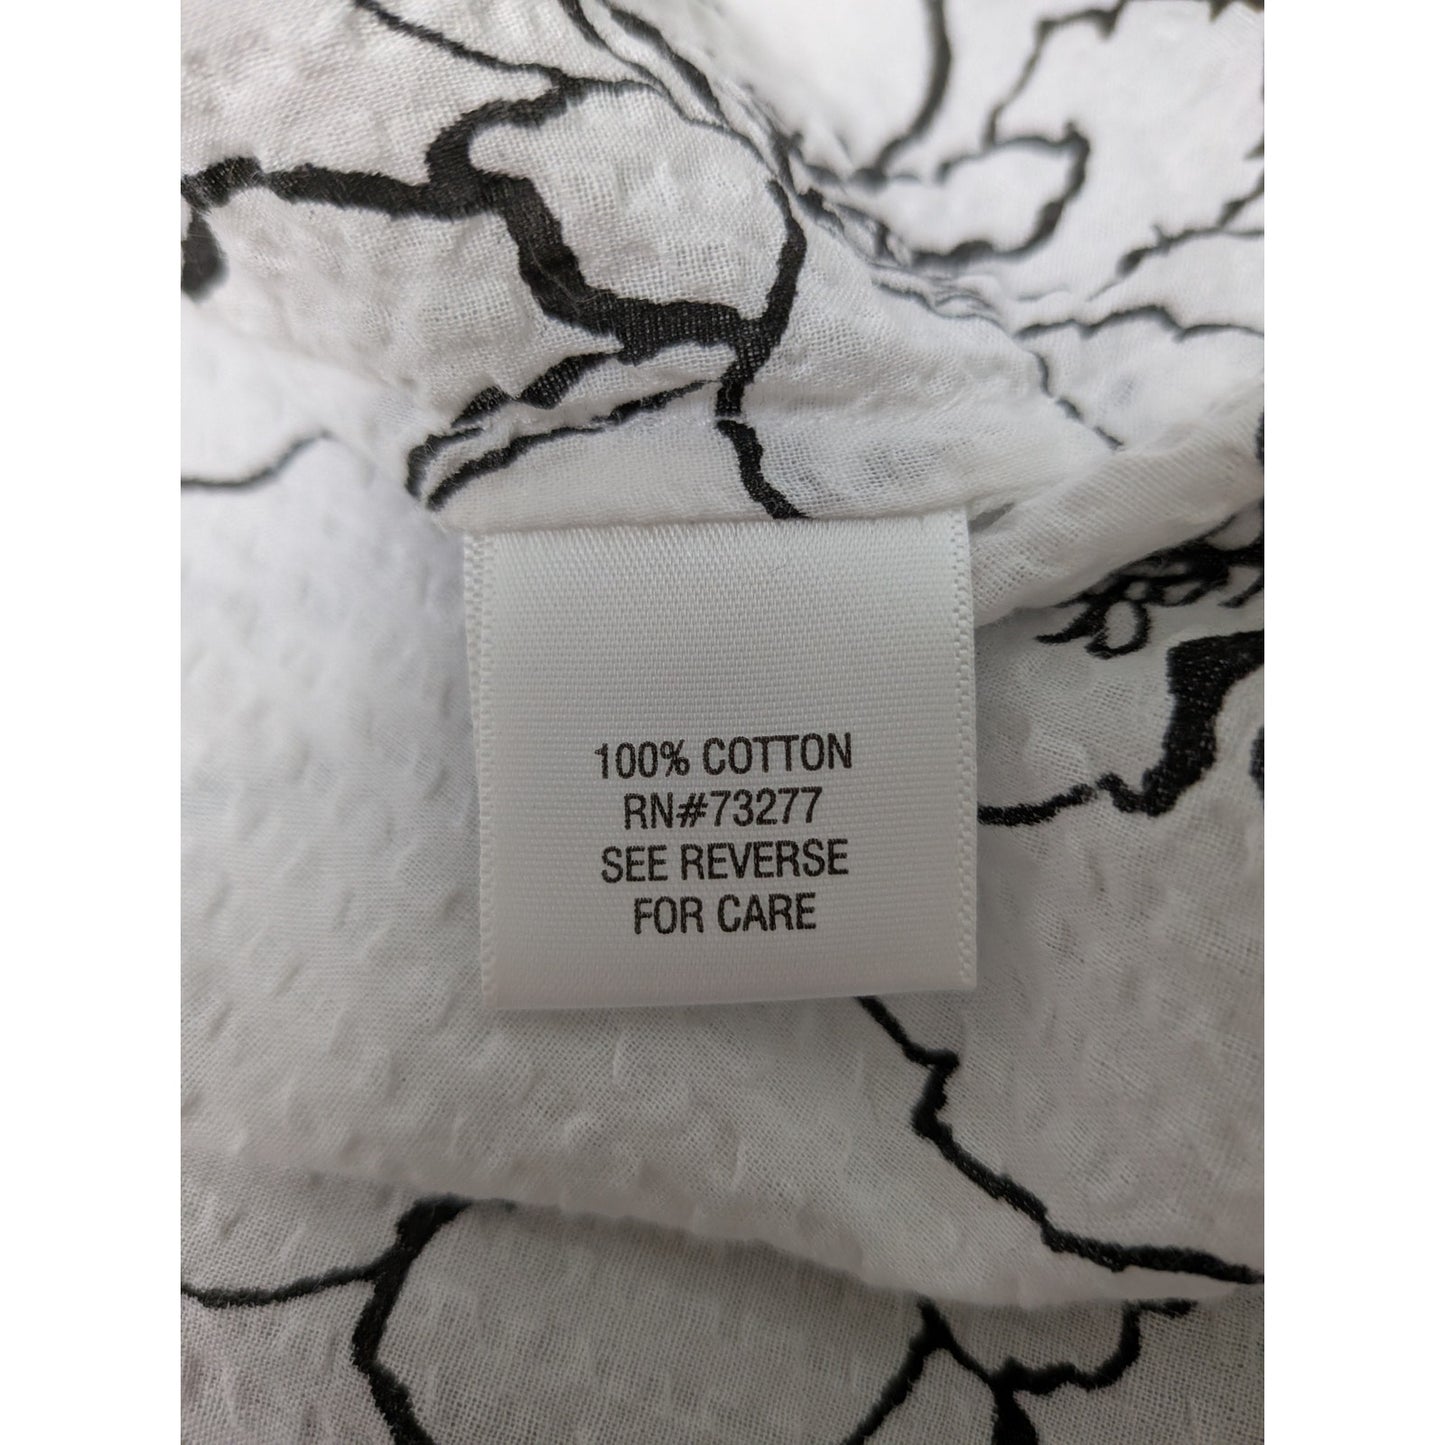 100% COTTON
RN#73277
SEE REVERSE
FOR CARE